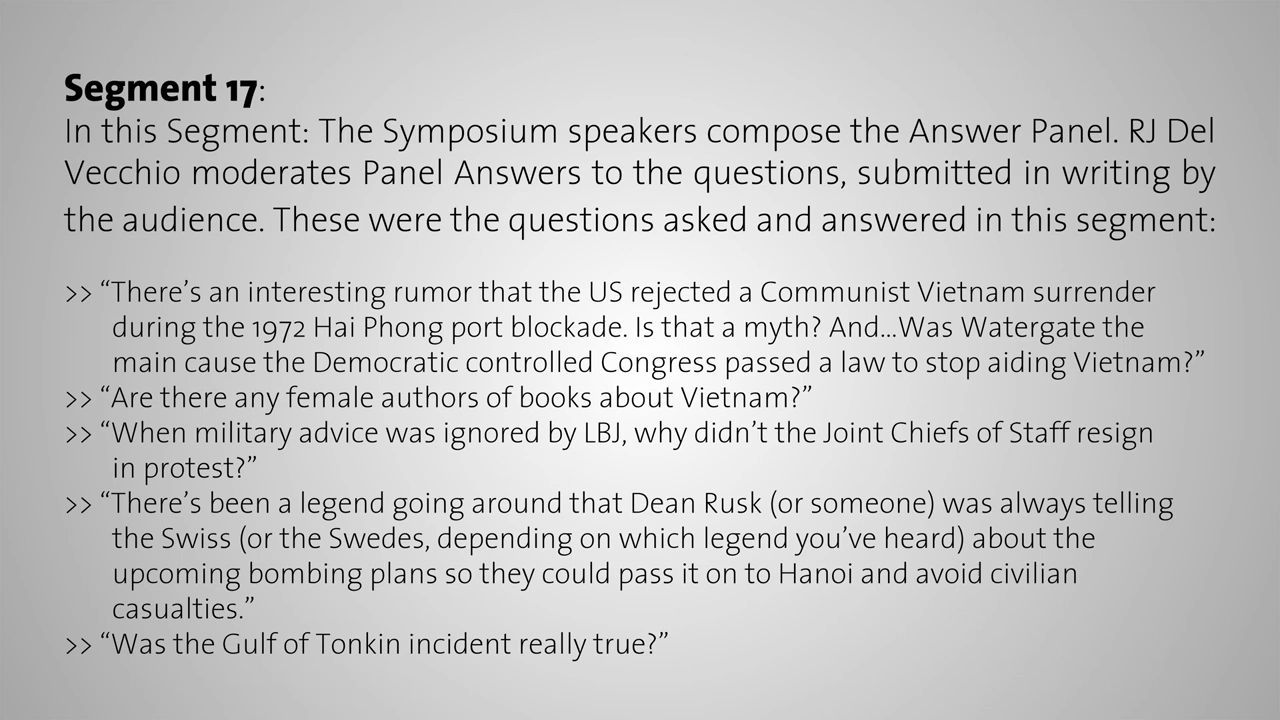 Segment 17:
In this Segment: The Symposium speakers compose the Answer Panel. RJ Del
Vecchio moderates Panel Answers to the questions, submitted in writing by
the audience. These were the questions asked and answered in this segment:
>> “There’s an interesting rumor that the US rejected a Communist Vietnam surrender
during the 1972 Hai Phong port blockade. Is that a myth? And...Was Watergate the
main cause the Democratic controlled Congress passed a law to stop aiding Vietnam?”
>> “Are there any female authors of books about Vietnam?”
>> “When military advice was ignored by LBJ, why didn’t the Joint Chiefs of Staff resign
in protest?”
>> “There’s been a legend going around that Dean Rusk (or someone) was always telling
the Swiss (or the Swedes, depending on which legend you’ve heard) about the
upcoming bombing plans so they could pass it on to Hanoi and avoid civilian
casualties.”
>> “Was the Gulf of Tonkin incident really true?”